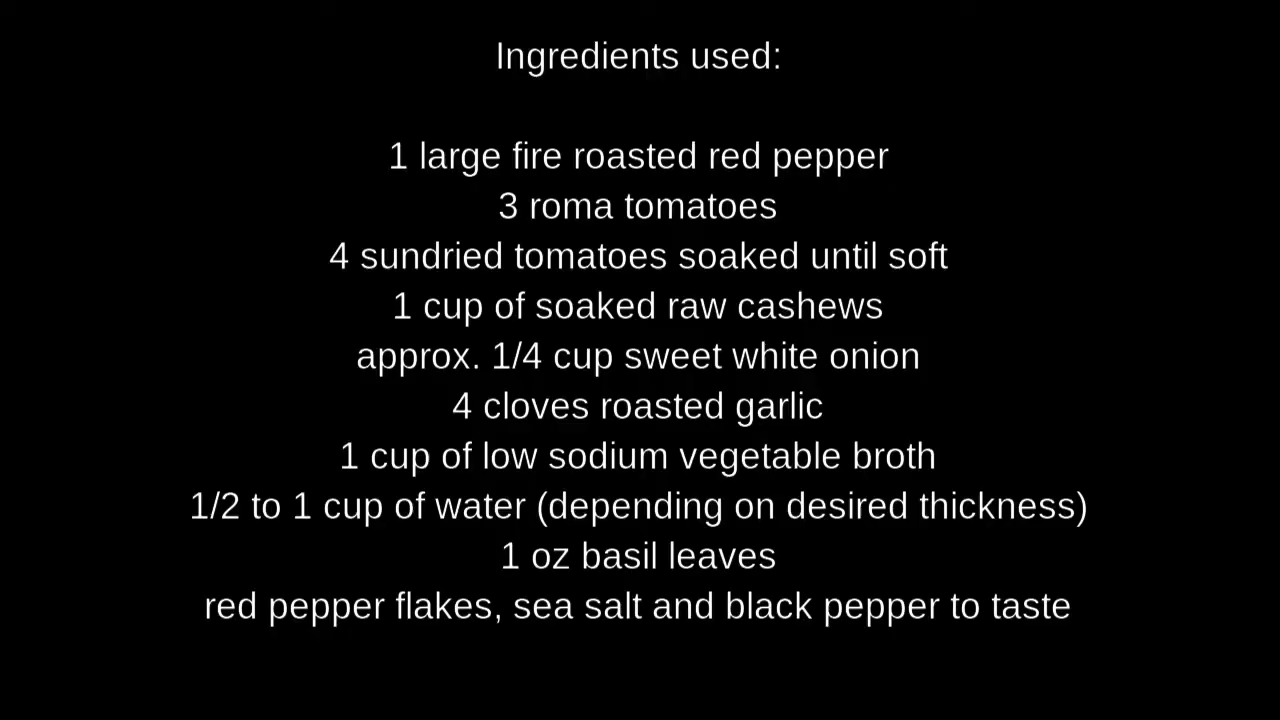 Ingredients used:
1 large fire roasted red pepper
3 roma tomatoes
4 sundried tomatoes soaked until soft
1 cup of soaked raw cashews
approx. 1/4 cup sweet white onion
4 cloves roasted garlic
1 cup of low sodium vegetable broth
1/2 to 1 cup of water (depending on desired thickness)
1 oz basil leaves
red pepper flakes, sea salt and black pepper to taste